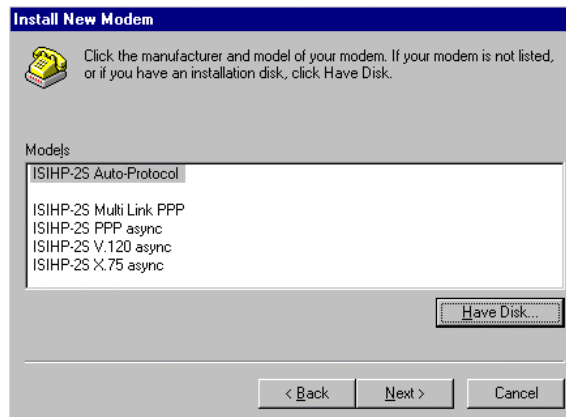 Install New Modem
Click the manufacturer and model of your modem. If your modem is not listed,
or if you have an installation disk, click Have Disk.
Models
ISIHP-2S Auto-Protocol
ISIHP-2S Multi Link PPP
ISIHP-2S PPP async
ISIHP-2S V.120 async
ISIHP-2S X.75 async
Have Disk...
< Back
Next >
Cancel